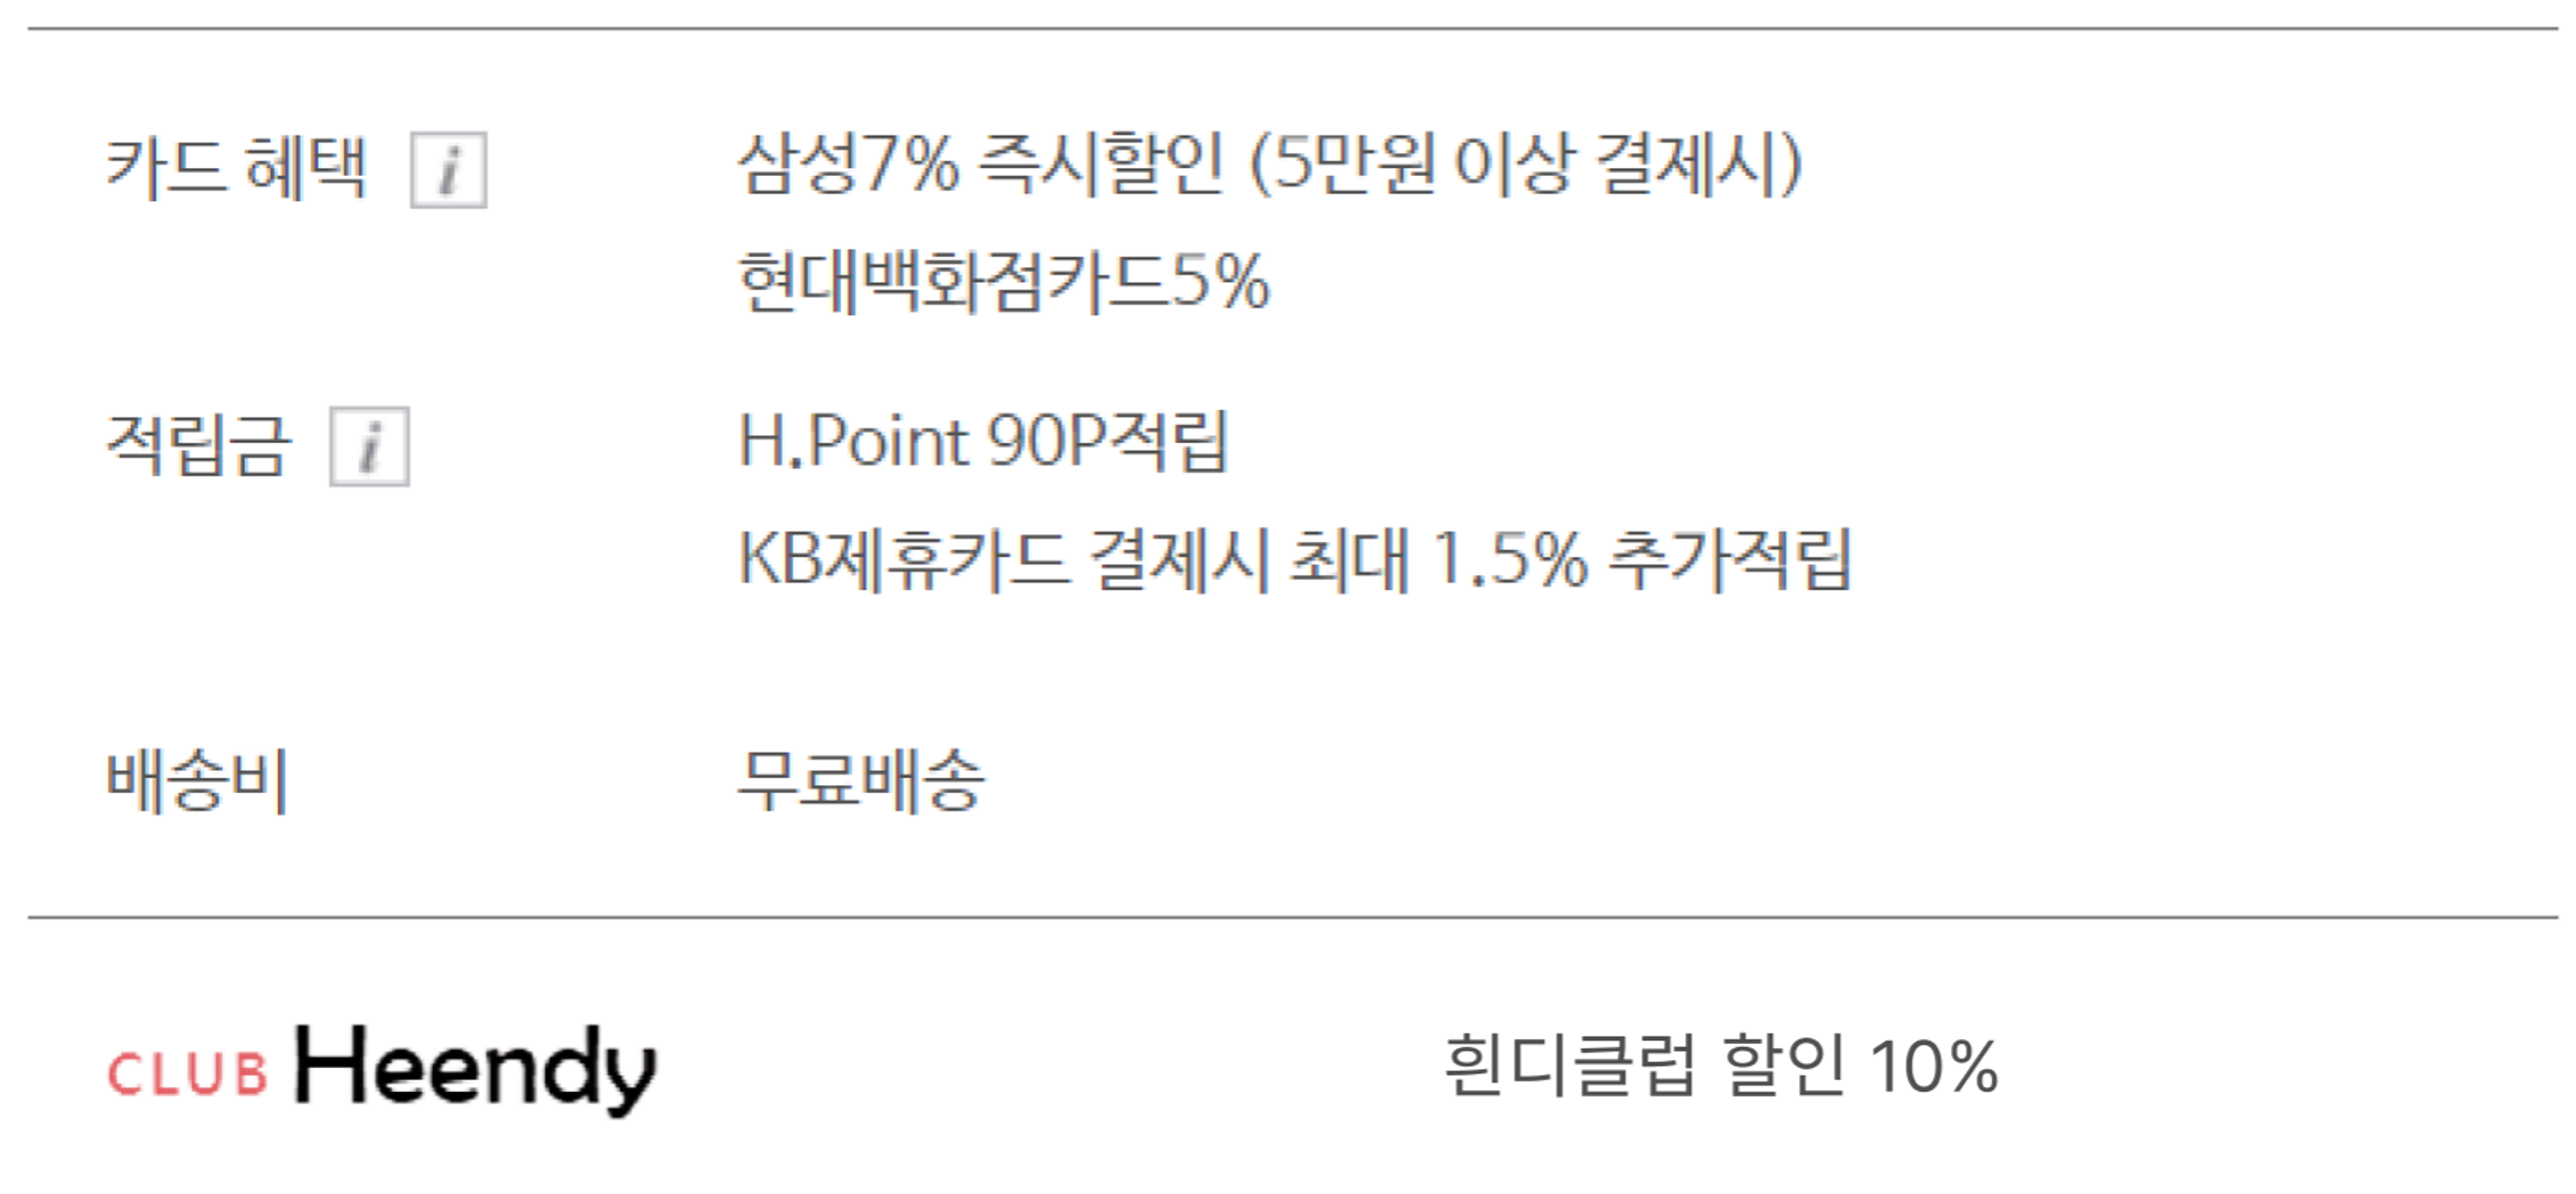 카드 혜택 i 삼성7% 즉시할인 (5만원 이상 결제시)
현대백화점카드5%
적립금 i H.Point 90P적립
KB제휴카드 결제시 최대 1.5% 추가적립
배송비 무료배송
CLUB Heendy 흰디클럽 할인 10%